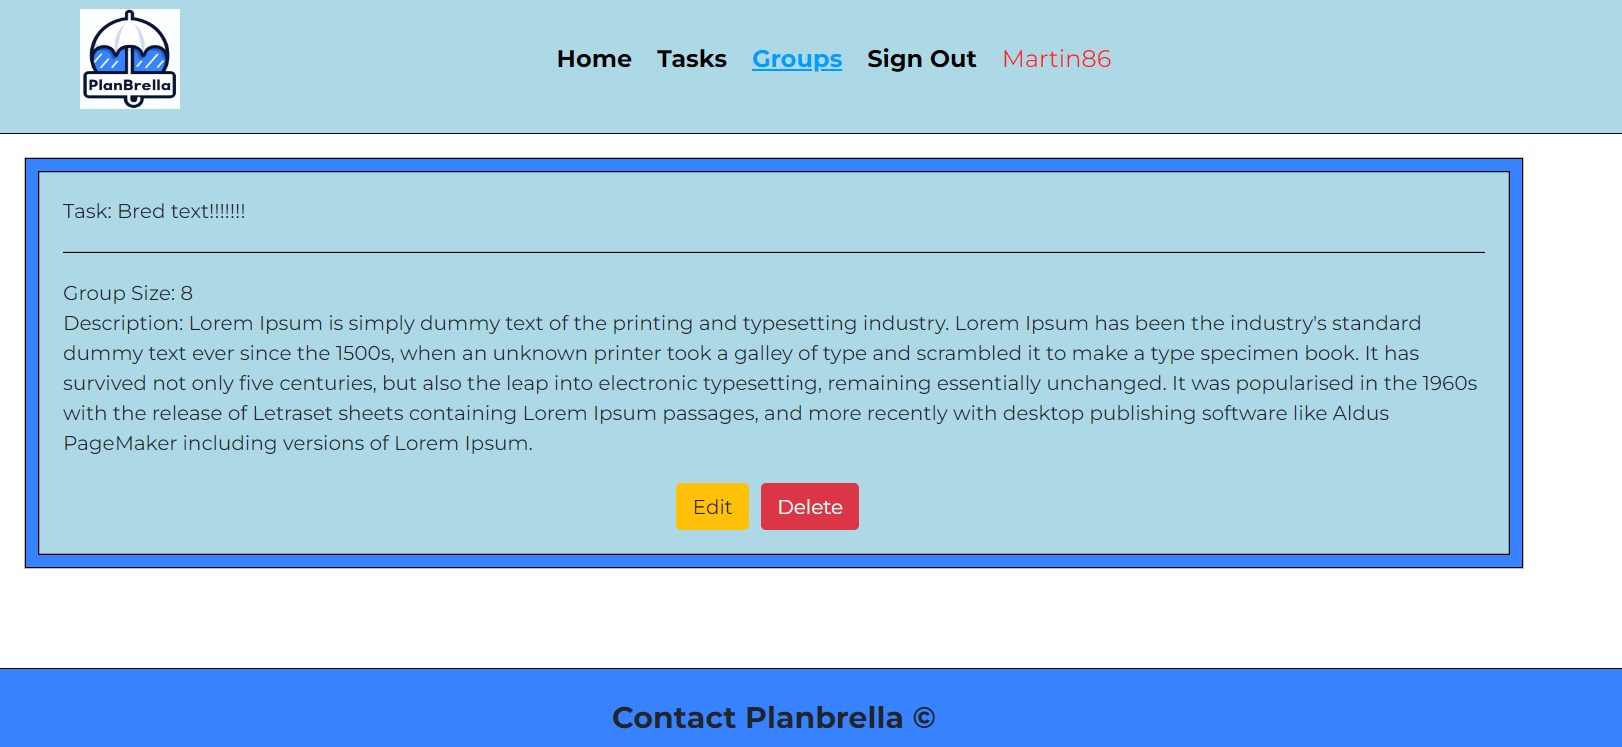 PlanBrella
Home Tasks Groups Sign Out Martin86
Task: Bred text!!!!!!!
Group Size: 8
Description: Lorem Ipsum is simply dummy text of the printing and typesetting industry. Lorem Ipsum has been the industry's standard
dummy text ever since the 1500s, when an unknown printer took a galley of type and scrambled it to make a type specimen book. It has
survived not only five centuries, but also the leap into electronic typesetting, remaining essentially unchanged. It was popularised in the 1960s
with the release of Letraset sheets containing Lorem Ipsum passages, and more recently with desktop publishing software like Aldus
PageMaker including versions of Lorem Ipsum.
Edit Delete
Contact Planbrella ©